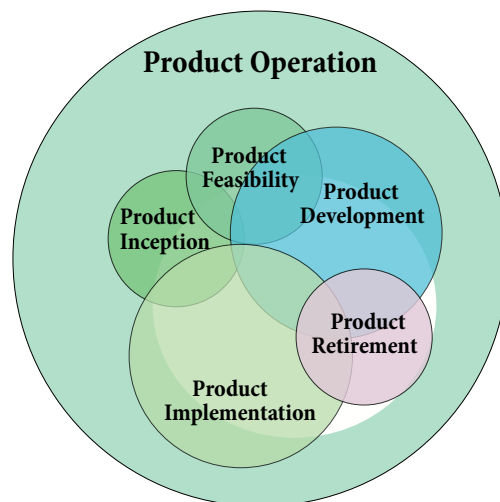 Product Operation
Product
Feasibility
Product
Development
Product
Inception
Product
Retirement
Product
Implementation